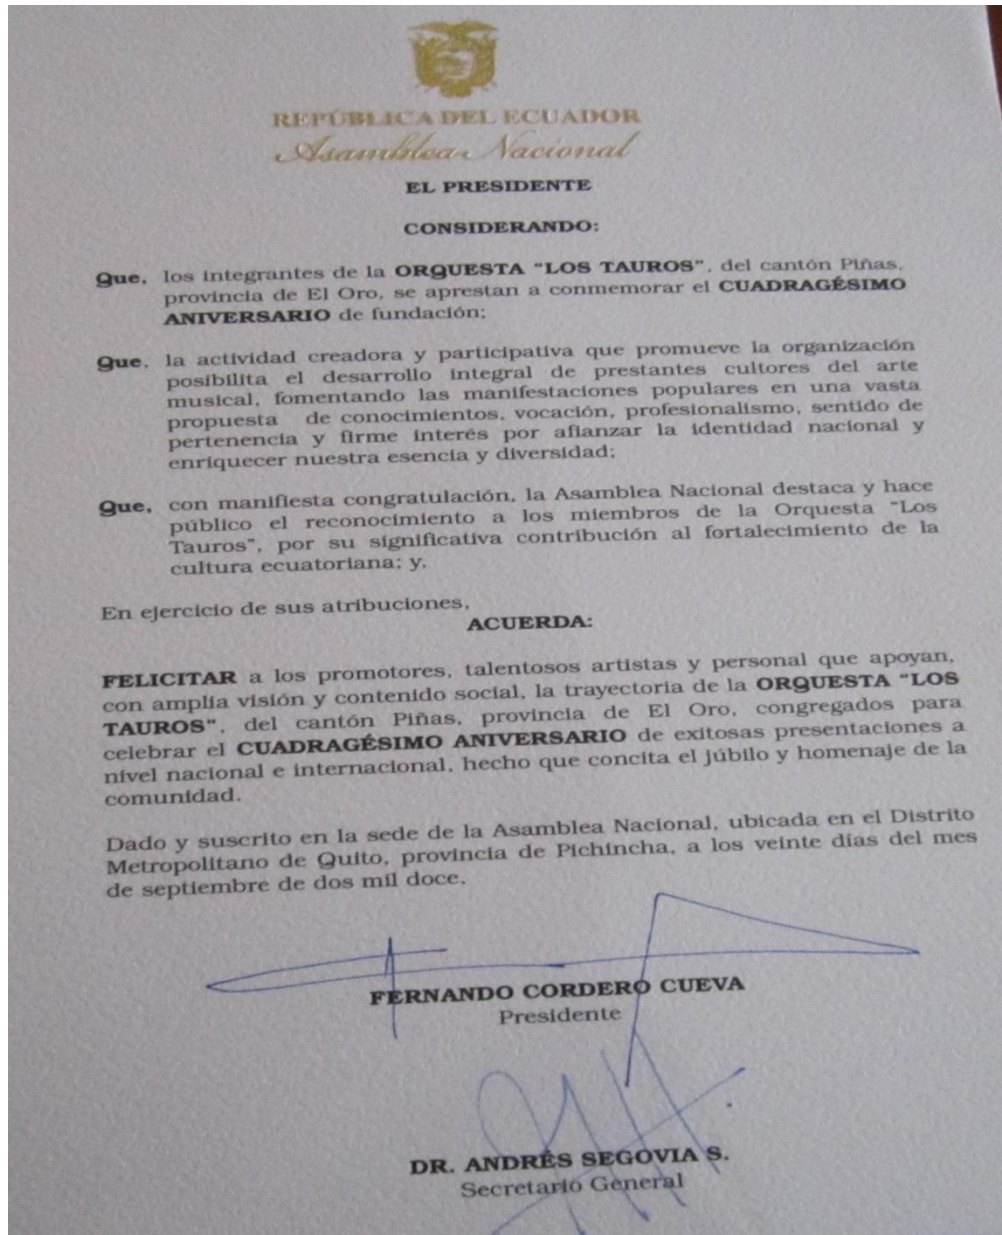 REPÚBLICA DEL ECUADOR
Asamblea Nacional
EL PRESIDENTE
CONSIDERANDO:
Que, los integrantes de la ORQUESTA "LOS TAUROS", del cantón Piñas,
provincia de El Oro, se aprestan a conmemorar el CUADRAGÉSIMO
ANIVERSARIO de fundación;
Que, la actividad creadora y participativa que promueve la organización
posibilita el desarrollo integral de prestantes cultores del arte
musical, fomentando las manifestaciones populares en una vasta
propuesta de conocimientos, vocación, profesionalismo, sentido de
pertenencia y firme interés por afianzar la identidad nacional y
enriquecer nuestra esencia y diversidad;
Que, con manifiesta congratulación, la Asamblea Nacional destaca y hace
público el reconocimiento a los miembros de la Orquesta "Los
Tauros", por su significativa contribución al fortalecimiento de la
cultura ecuatoriana; y,
En ejercicio de sus atribuciones,
ACUERDA:
FELICITAR a los promotores, talentosos artistas y personal que apoyan,
con amplia visión y contenido social, la trayectoria de la ORQUESTA "LOS
TAUROS", del cantón Piñas, provincia de El Oro, congregados para
celebrar el CUADRAGÉSIMO ANIVERSARIO de exitosas presentaciones a
nivel nacional e internacional, hecho que concita el júbilo y homenaje de la
comunidad.
Dado y suscrito en la sede de la Asamblea Nacional, ubicada en el Distrito
Metropolitano de Quito, provincia de Pichincha, a los veinte días del mes
de septiembre de dos mil doce.
FERNANDO CORDERO CUEVA
Presidente
DR. ANDRÉS SEGOVIA S.
Secretario General